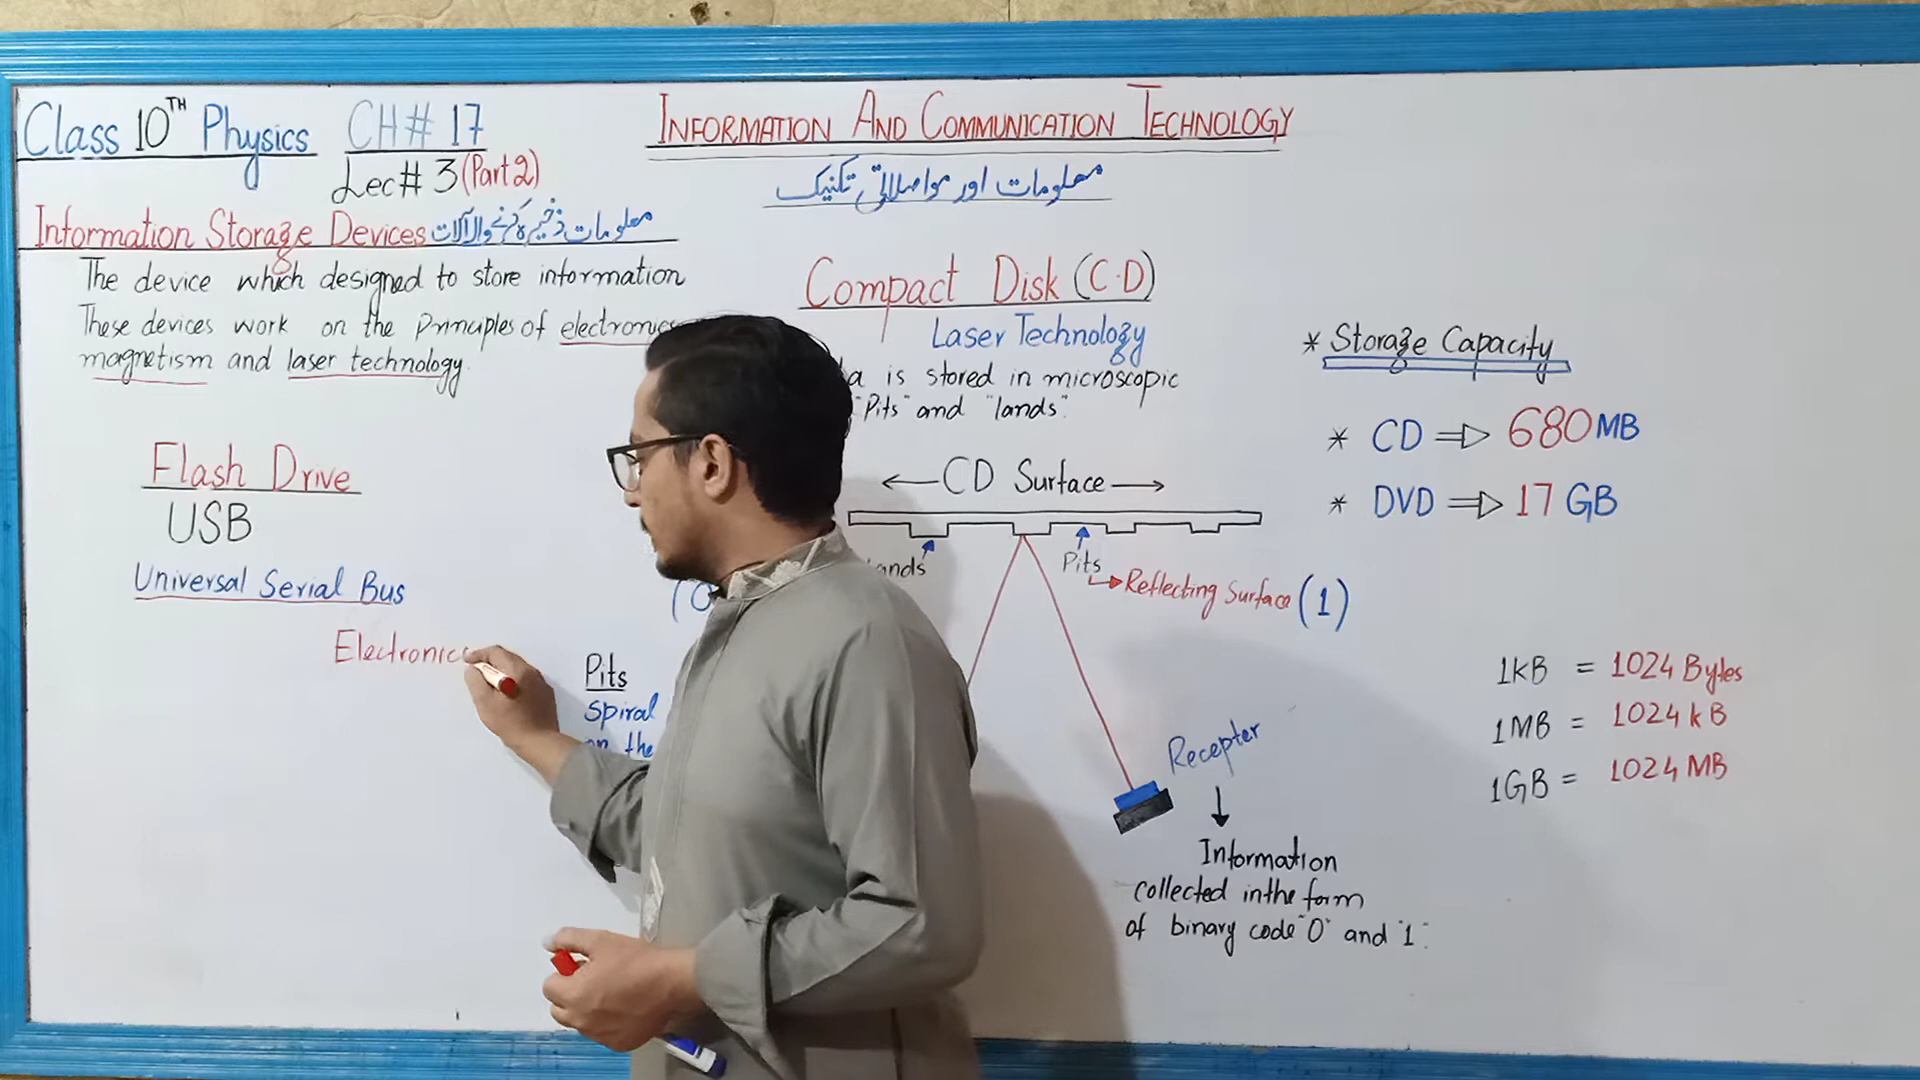 Class 10TH Physics CH# 17
Lec# 3 (Part 2)
INFORMATION AND COMMUNICATION TECHNOLOGY
معلومات اور مواصلاتی تکنیک
Information Storage Devices معلومات ذخیرہ کرنے والا آلات
The device which designed to store information
These devices work on the Principles of electronics
magnetism and laser technology.
Flash Drive
USB
Universal Serial Bus
Electronics
Pits
Spiral
on the
Compact Disk (C.D)
Laser Technology
is stored in microscopic
"Pits" and "lands".
CD Surface
Pits
Reflecting Surface (1)
Recepter
Information
collected in the form
of binary code "0" and "1".
* Storage Capacity
* CD ⇒ 680 MB
* DVD ⇒ 17 GB
1kB = 1024 Bytes
1MB = 1024 kB
1GB = 1024 MB